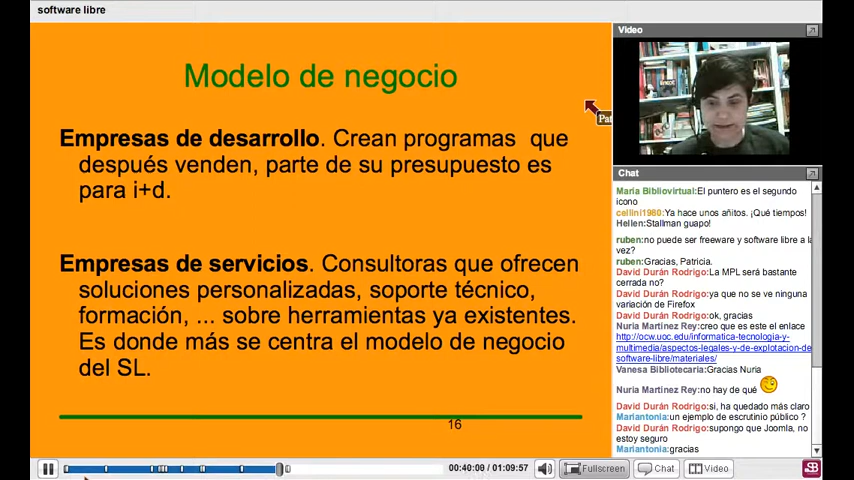 software libre
Modelo de negocio
Empresas de desarrollo. Crean programas que
después venden, parte de su presupuesto es
para i+d.
Empresas de servicios. Consultoras que ofrecen
soluciones personalizadas, soporte técnico,
formación, ... sobre herramientas ya existentes.
Es donde más se centra el modelo de negocio
del SL.
16
Pat
Video
Chat
Maria Bibliovirtual:El puntero es el segundo
icono
cellini1980:Ya hace unos añitos. ¡Qué tiempos!
Hellen:Stallman guapo!
ruben:no puede ser freeware y software libre a la
vez?
ruben:Gracias, Patricia.
David Durán Rodrigo:La MPL será bastante
cerrada no?
David Durán Rodrigo:ya que no se ve ninguna
variación de Firefox
David Durán Rodrigo:ok, gracias
Nuria Martínez Rey:creo que es este el enlace
http://ocw.uoc.edu/informatica-tecnologia-y-
multimedia/aspectos-legales-y-de-explotacion-de
software-libre/materiales/
Vanesa Bibliotecaria:Gracias Nuria
Nuria Martínez Rey:no hay de qué
David Durán Rodrigo:si, ha quedado más claro
Mariantonia:un ejemplo de escrutinio público ?
David Durán Rodrigo:supongo que Joomla, no
estoy seguro
Mariantonia:gracias
00:40:09 / 01:09:57
Fullscreen
Chat
Video